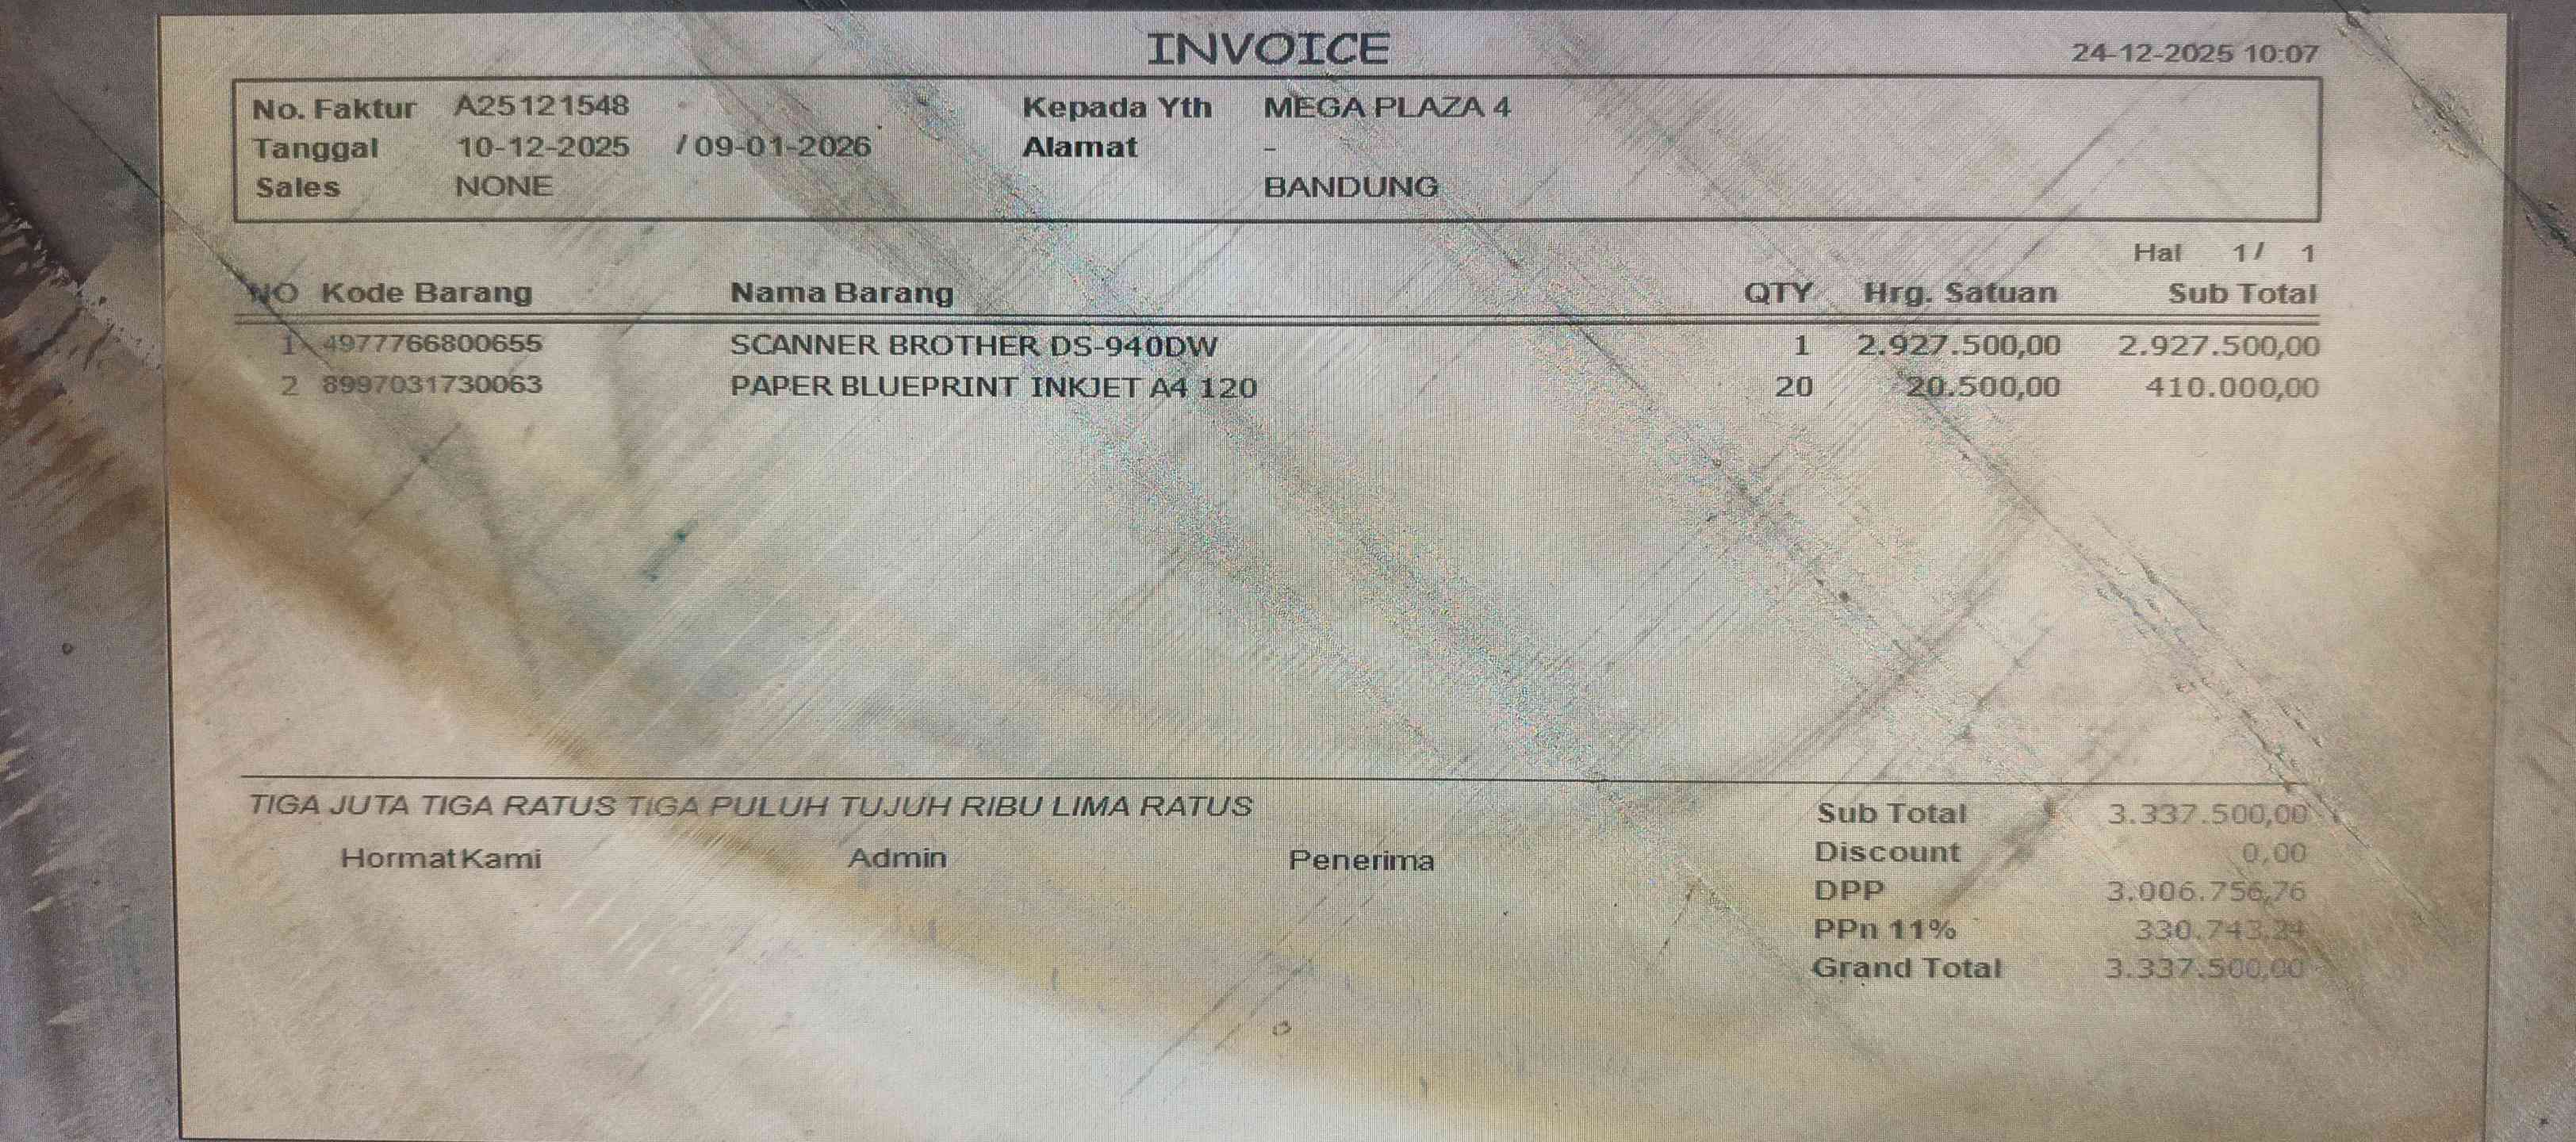 INVOICE
24-12-2025 10:07
No. Faktur A25121548 Kepada Yth MEGA PLAZA 4
Tanggal 10-12-2025 / 09-01-2026 Alamat -
Sales NONE BANDUNG
Hal 1 / 1
NO Kode Barang Nama Barang QTY Hrg. Satuan Sub Total
1 4977766800655 SCANNER BROTHER DS-940DW 1 2.927.500,00 2.927.500,00
2 8997031730063 PAPER BLUEPRINT INKJET A4 120 20 20.500,00 410.000,00
TIGA JUTA TIGA RATUS TIGA PULUH TUJUH RIBU LIMA RATUS
Hormat Kami Admin Penerima
Sub Total 3.337.500,00
Discount 0,00
DPP 3.006.756,76
PPn 11% 330.743,24
Grand Total 3.337.500,00